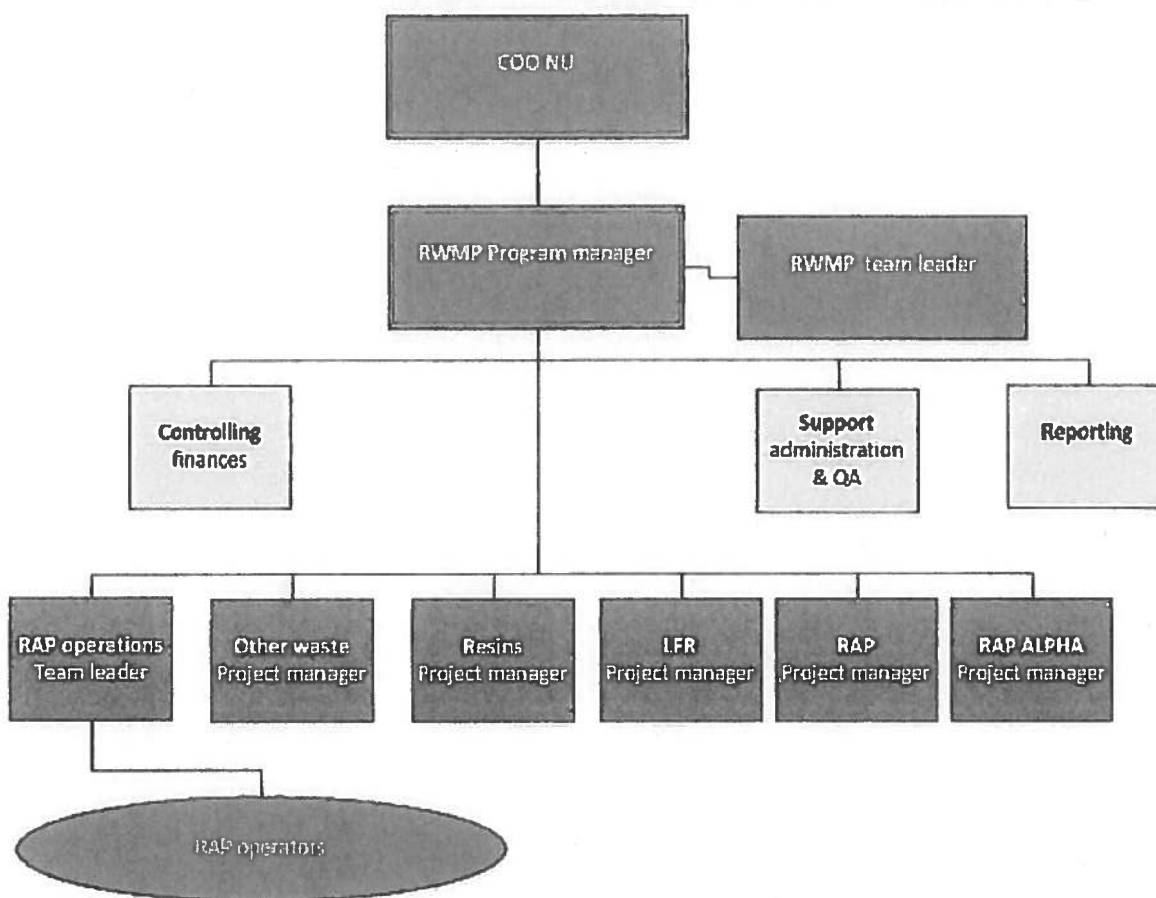 COO NU
RWMP Program manager
RWMP team leader
Controlling
finances
Support
administration
& QA
Reporting
RAP operations
Team leader
Other waste
Project manager
Resins
Project manager
LFR
Project manager
RAP
Project manager
RAP ALPHA
Project manager
RAP operators